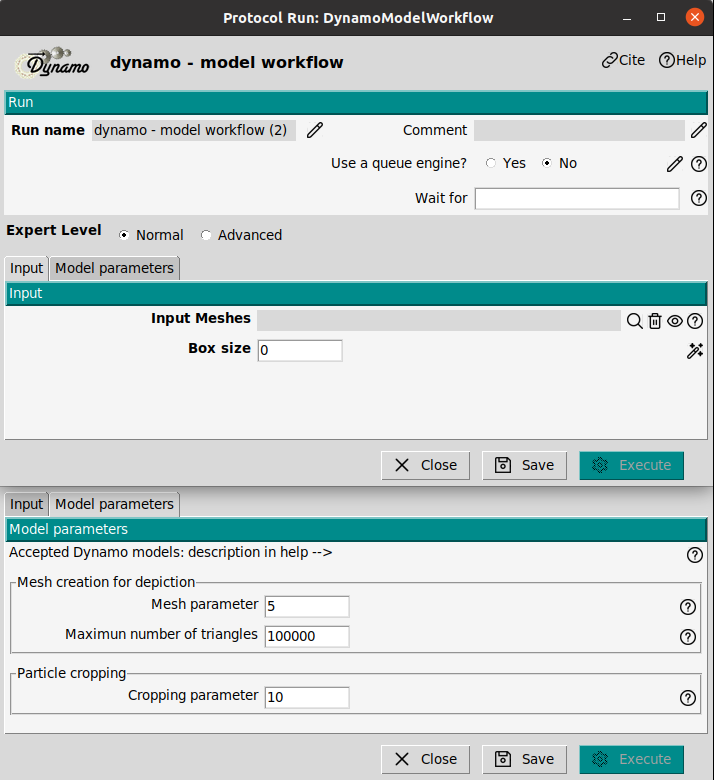 Protocol Run: DynamoModelWorkflow
Dynamo
dynamo - model workflow
Cite
Help
Run
Run name
dynamo - model workflow (2)
Comment
Use a queue engine?
Yes
No
Wait for
Expert Level
Normal
Advanced
Input
Model parameters
Input
Input Meshes
Box size
0
Close
Save
Execute
Input
Model parameters
Model parameters
Accepted Dynamo models: description in help -->
Mesh creation for depiction
Mesh parameter
5
Maximun number of triangles
100000
Particle cropping
Cropping parameter
10
Close
Save
Execute